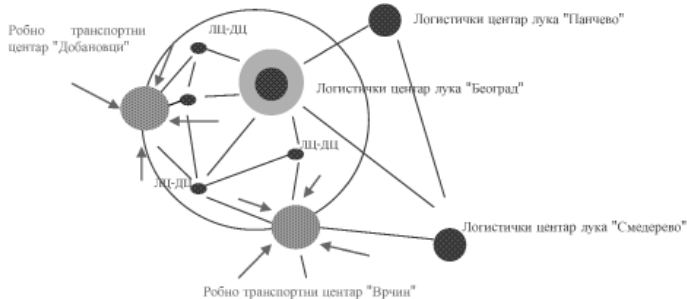 Логистички центар лука "Панчево"
ЛЦ-ДЦ
Робно транспортни
центар "Добановци"
Логистички центар лука "Београд"
ЛЦ-ДЦ
ЛЦ-ДЦ
Логистички центар лука "Смедерево"
Робно транспортни центар "Врчин"